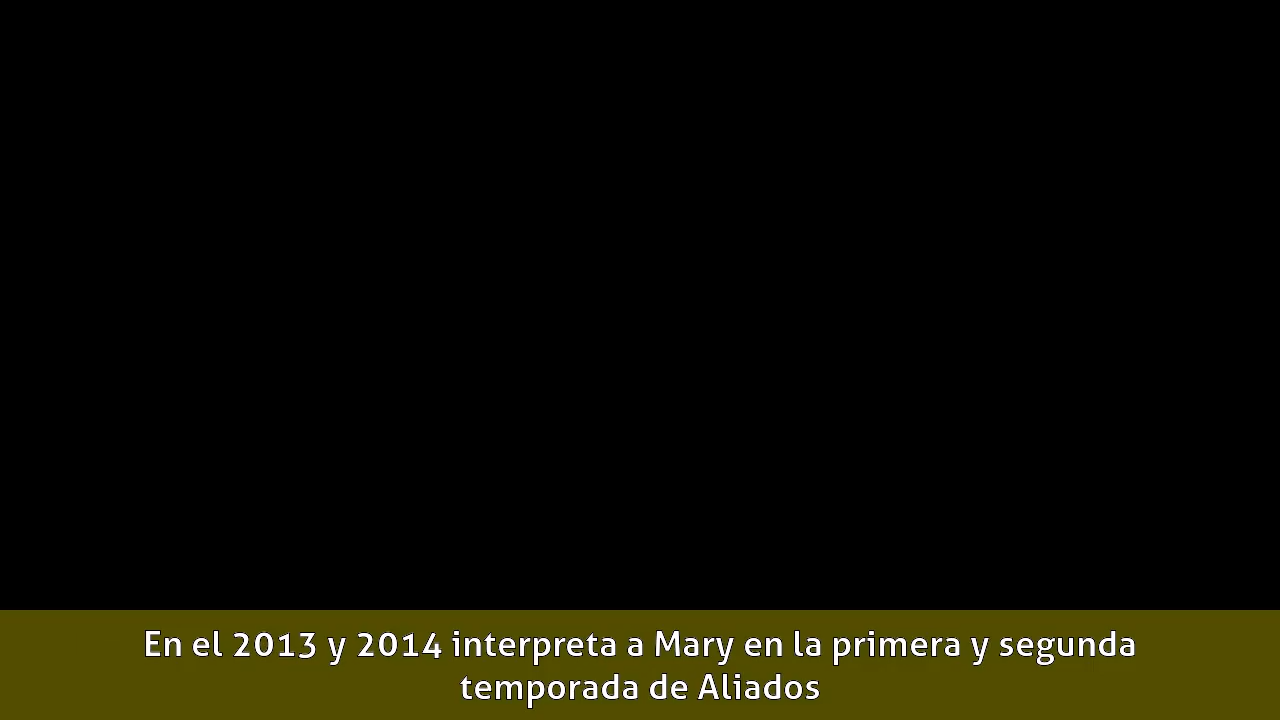 En el 2013 y 2014 interpreta a Mary en la primera y segunda
temporada de Aliados